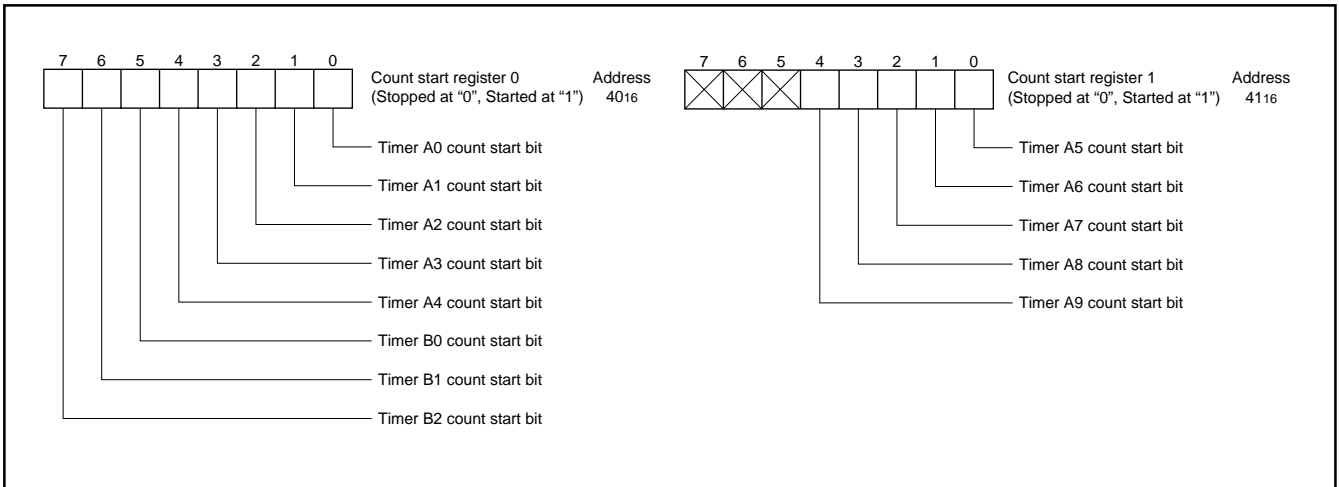 7 6 5 4 3 2 1 0
Count start register 0 Address
(Stopped at “0”, Started at “1”) 4016
Timer A0 count start bit
Timer A1 count start bit
Timer A2 count start bit
Timer A3 count start bit
Timer A4 count start bit
Timer B0 count start bit
Timer B1 count start bit
Timer B2 count start bit
7 6 5 4 3 2 1 0
Count start register 1 Address
(Stopped at “0”, Started at “1”) 4116
Timer A5 count start bit
Timer A6 count start bit
Timer A7 count start bit
Timer A8 count start bit
Timer A9 count start bit